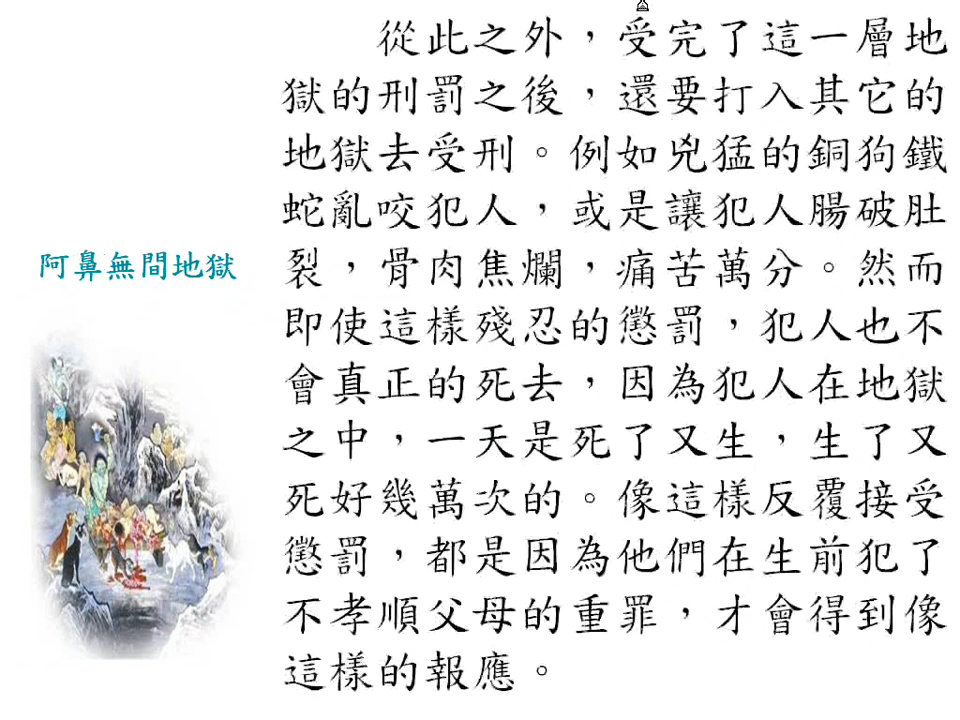 阿鼻無間地獄
從此之外，受完了這一層地
獄的刑罰之後，還要打入其它的
地獄去受刑。例如兇猛的銅狗鐵
蛇亂咬犯人，或是讓犯人腸破肚
裂，骨肉焦爛，痛苦萬分。然而
即使這樣殘忍的懲罰，犯人也不
會真正的死去，因為犯人在地獄
之中，一天是死了又生，生了又
死好幾萬次的。像這樣反覆接受
懲罰，都是因為他們在生前犯了
不孝順父母的重罪，才會得到像
這樣的報應。